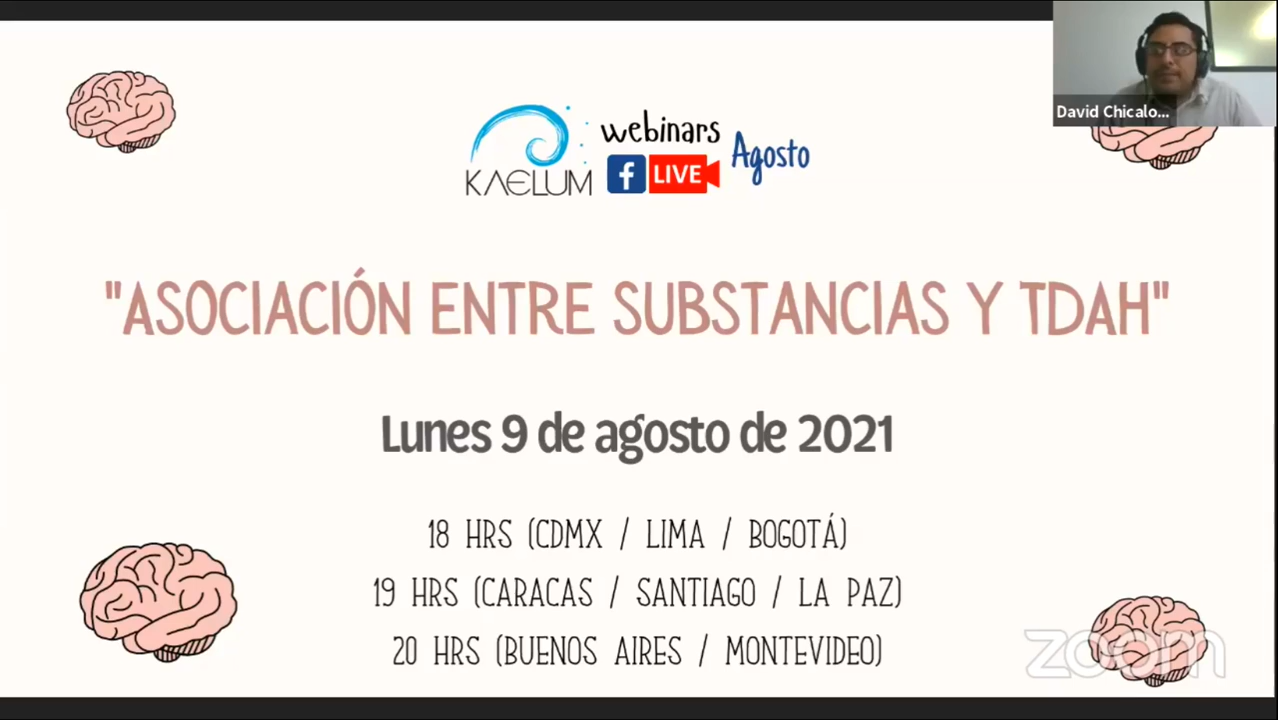 David Chicalo...
KAELUM
webinars
LIVE
Agosto
"ASOCIACIÓN ENTRE SUBSTANCIAS Y TDAH"
Lunes 9 de agosto de 2021
18 HRS (CDMX / LIMA / BOGOTÁ)
19 HRS (CARACAS / SANTIAGO / LA PAZ)
20 HRS (BUENOS AIRES / MONTEVIDEO)
zoom